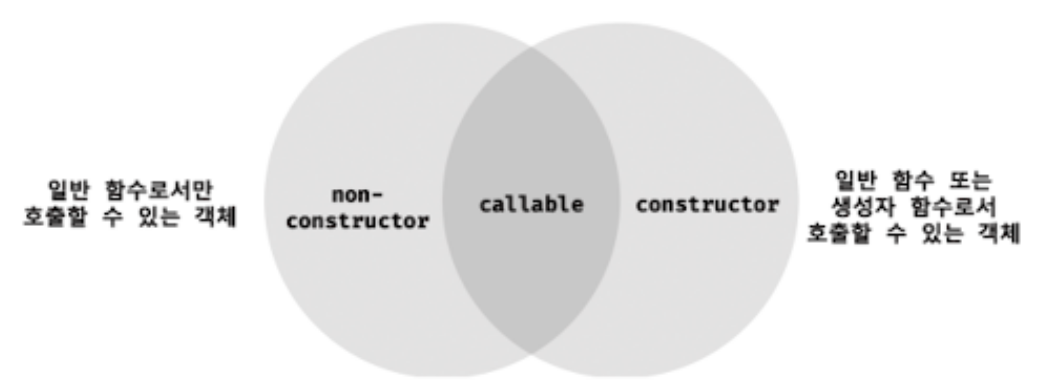 일반 함수로서만
호출할 수 있는 객체
non-
constructor
callable
constructor
일반 함수 또는
생성자 함수로서
호출할 수 있는 객체